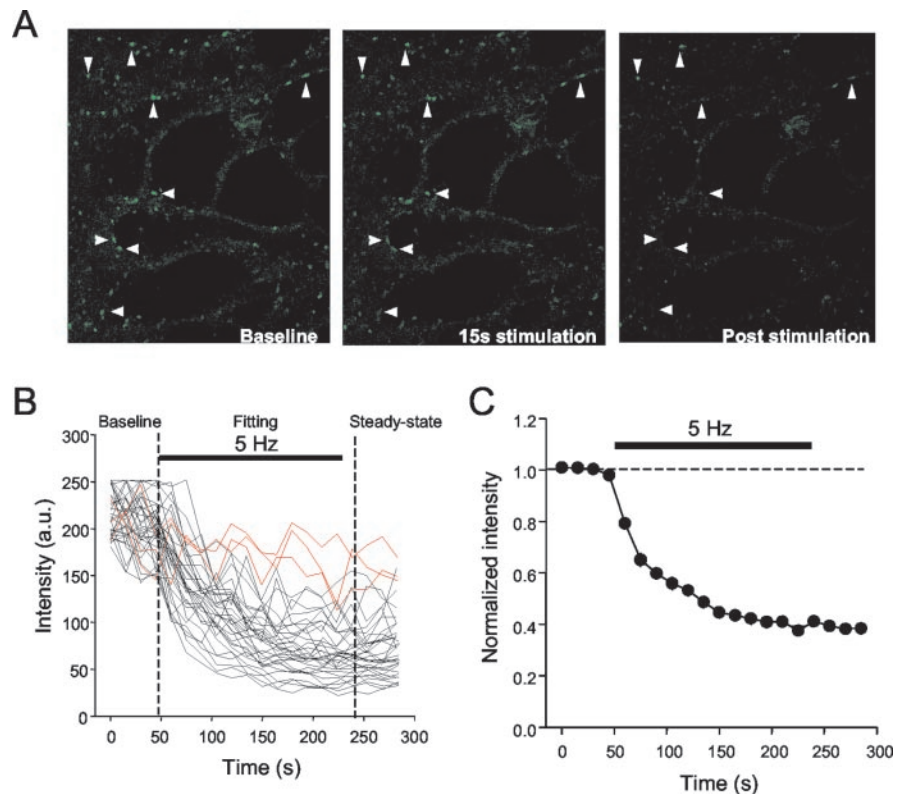 A
Baseline
15s stimulation
Post stimulation
B
Baseline
Fitting
Steady-state
5 Hz
300
250
200
150
100
50
0
Intensity (a.u.)
0 50 100 150 200 250 300
Time (s)
C
5 Hz
1.2
1.0
0.8
0.6
0.4
0.2
0.0
Normalized intensity
0 50 100 150 200 250 300
Time (s)